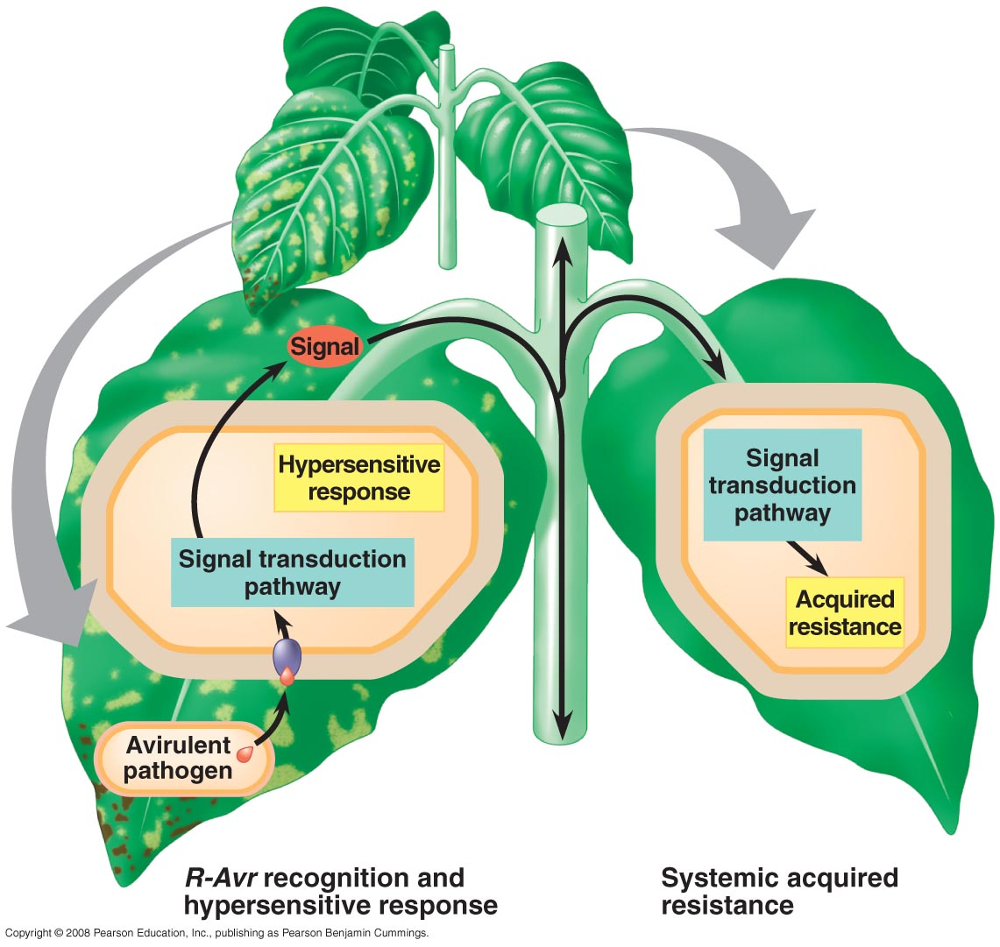 Signal
Hypersensitive
response
Signal transduction
pathway
Avirulent
pathogen
Signal
transduction
pathway
Acquired
resistance
R-Avr recognition and
hypersensitive response
Systemic acquired
resistance
Copyright © 2008 Pearson Education, Inc., publishing as Pearson Benjamin Cummings.